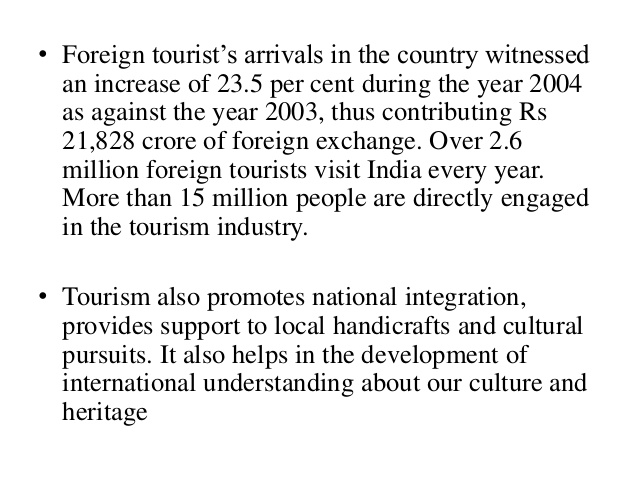 • Foreign tourist’s arrivals in the country witnessed
an increase of 23.5 per cent during the year 2004
as against the year 2003, thus contributing Rs
21,828 crore of foreign exchange. Over 2.6
million foreign tourists visit India every year.
More than 15 million people are directly engaged
in the tourism industry.
• Tourism also promotes national integration,
provides support to local handicrafts and cultural
pursuits. It also helps in the development of
international understanding about our culture and
heritage